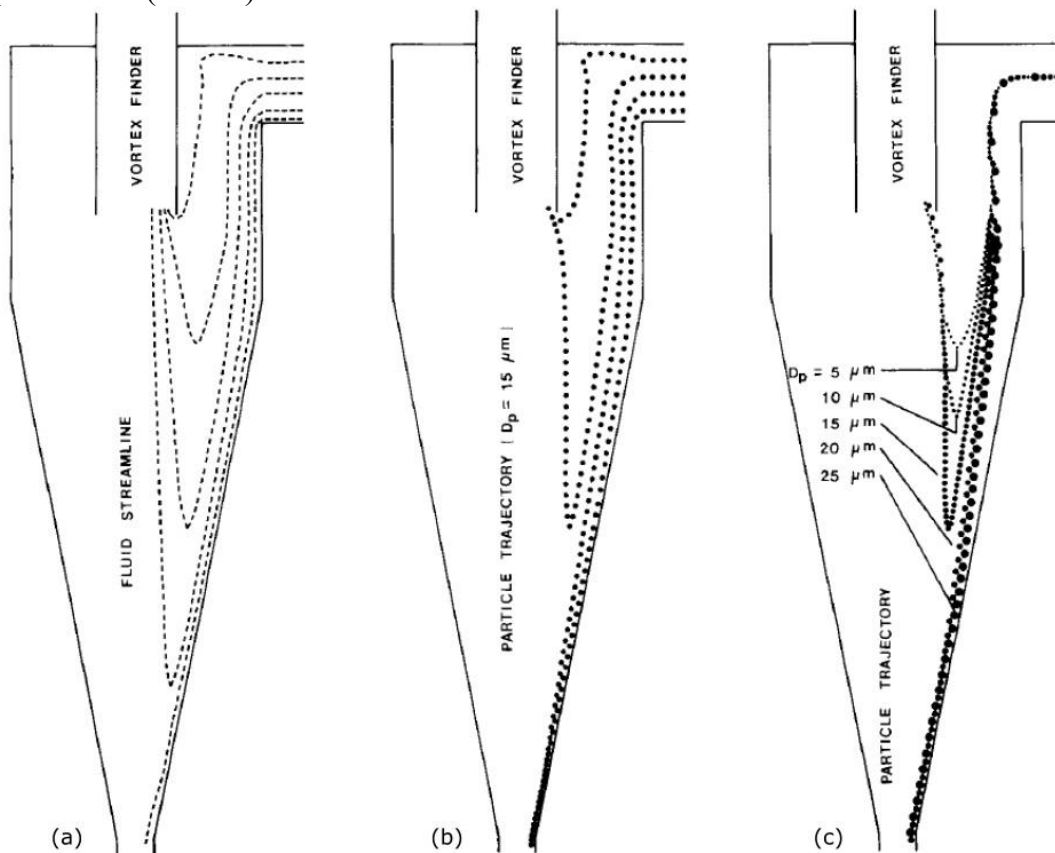 VORTEX FINDER
FLUID STREAMLINE
(a)
VORTEX FINDER
PARTICLE TRAJECTORY ( Dp = 15 µm )
(b)
VORTEX FINDER
Dp = 5 µm
10 µm
15 µm
20 µm
25 µm
PARTICLE TRAJECTORY
(c)